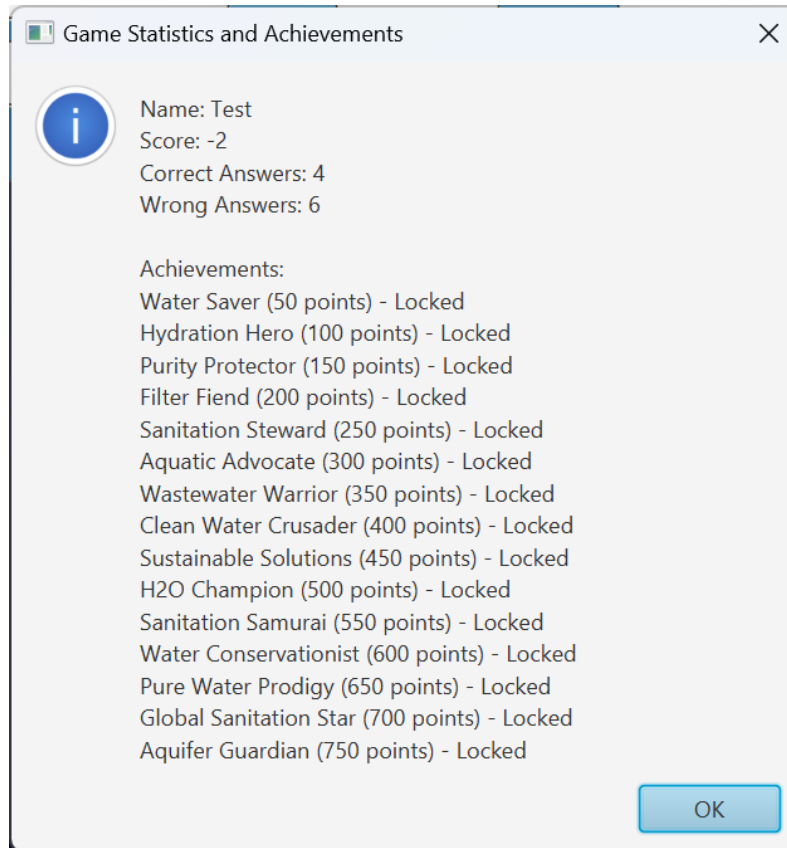 Game Statistics and Achievements
Name: Test
Score: -2
Correct Answers: 4
Wrong Answers: 6
Achievements:
Water Saver (50 points) - Locked
Hydration Hero (100 points) - Locked
Purity Protector (150 points) - Locked
Filter Fiend (200 points) - Locked
Sanitation Steward (250 points) - Locked
Aquatic Advocate (300 points) - Locked
Wastewater Warrior (350 points) - Locked
Clean Water Crusader (400 points) - Locked
Sustainable Solutions (450 points) - Locked
H2O Champion (500 points) - Locked
Sanitation Samurai (550 points) - Locked
Water Conservationist (600 points) - Locked
Pure Water Prodigy (650 points) - Locked
Global Sanitation Star (700 points) - Locked
Aquifer Guardian (750 points) - Locked
OK